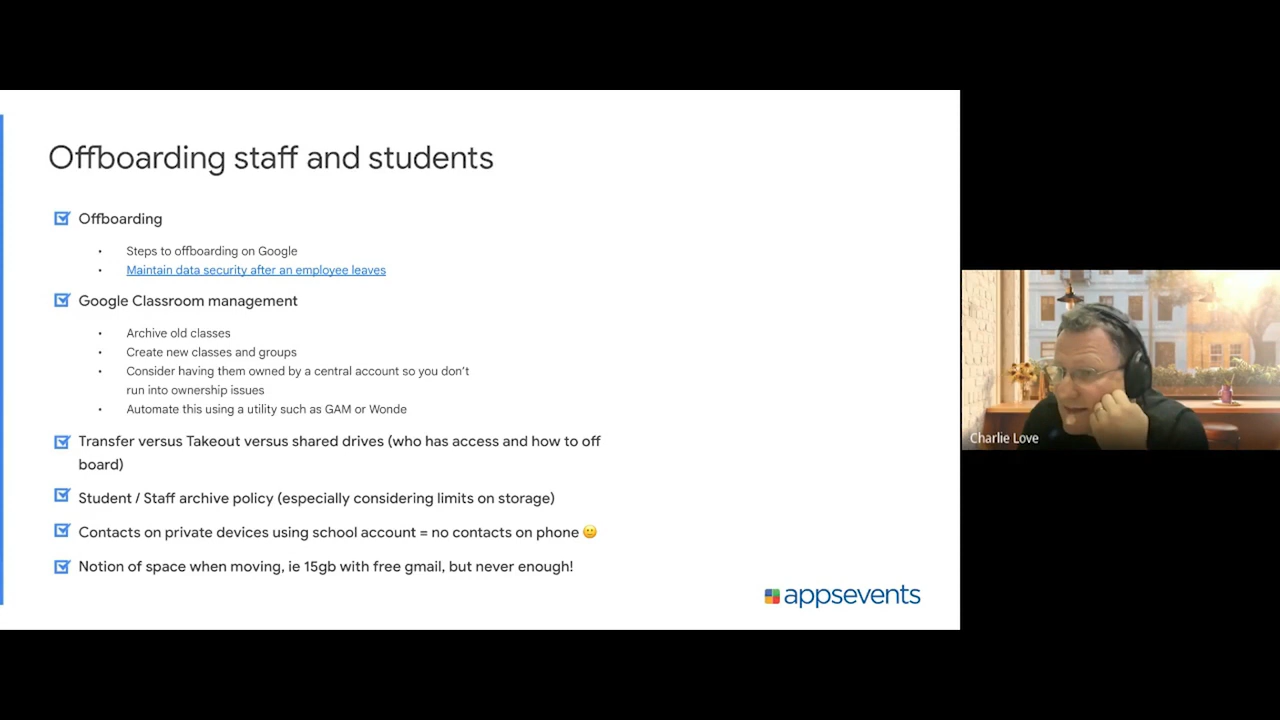 Offboarding staff and students
Offboarding
• Steps to offboarding on Google
• Maintain data security after an employee leaves
Google Classroom management
• Archive old classes
• Create new classes and groups
• Consider having them owned by a central account so you don’t
run into ownership issues
• Automate this using a utility such as GAM or Wonde
Transfer versus Takeout versus shared drives (who has access and how to off
board)
Student / Staff archive policy (especially considering limits on storage)
Contacts on private devices using school account = no contacts on phone 🙁
Notion of space when moving, ie 15gb with free gmail, but never enough!
appsevents
Charlie Love